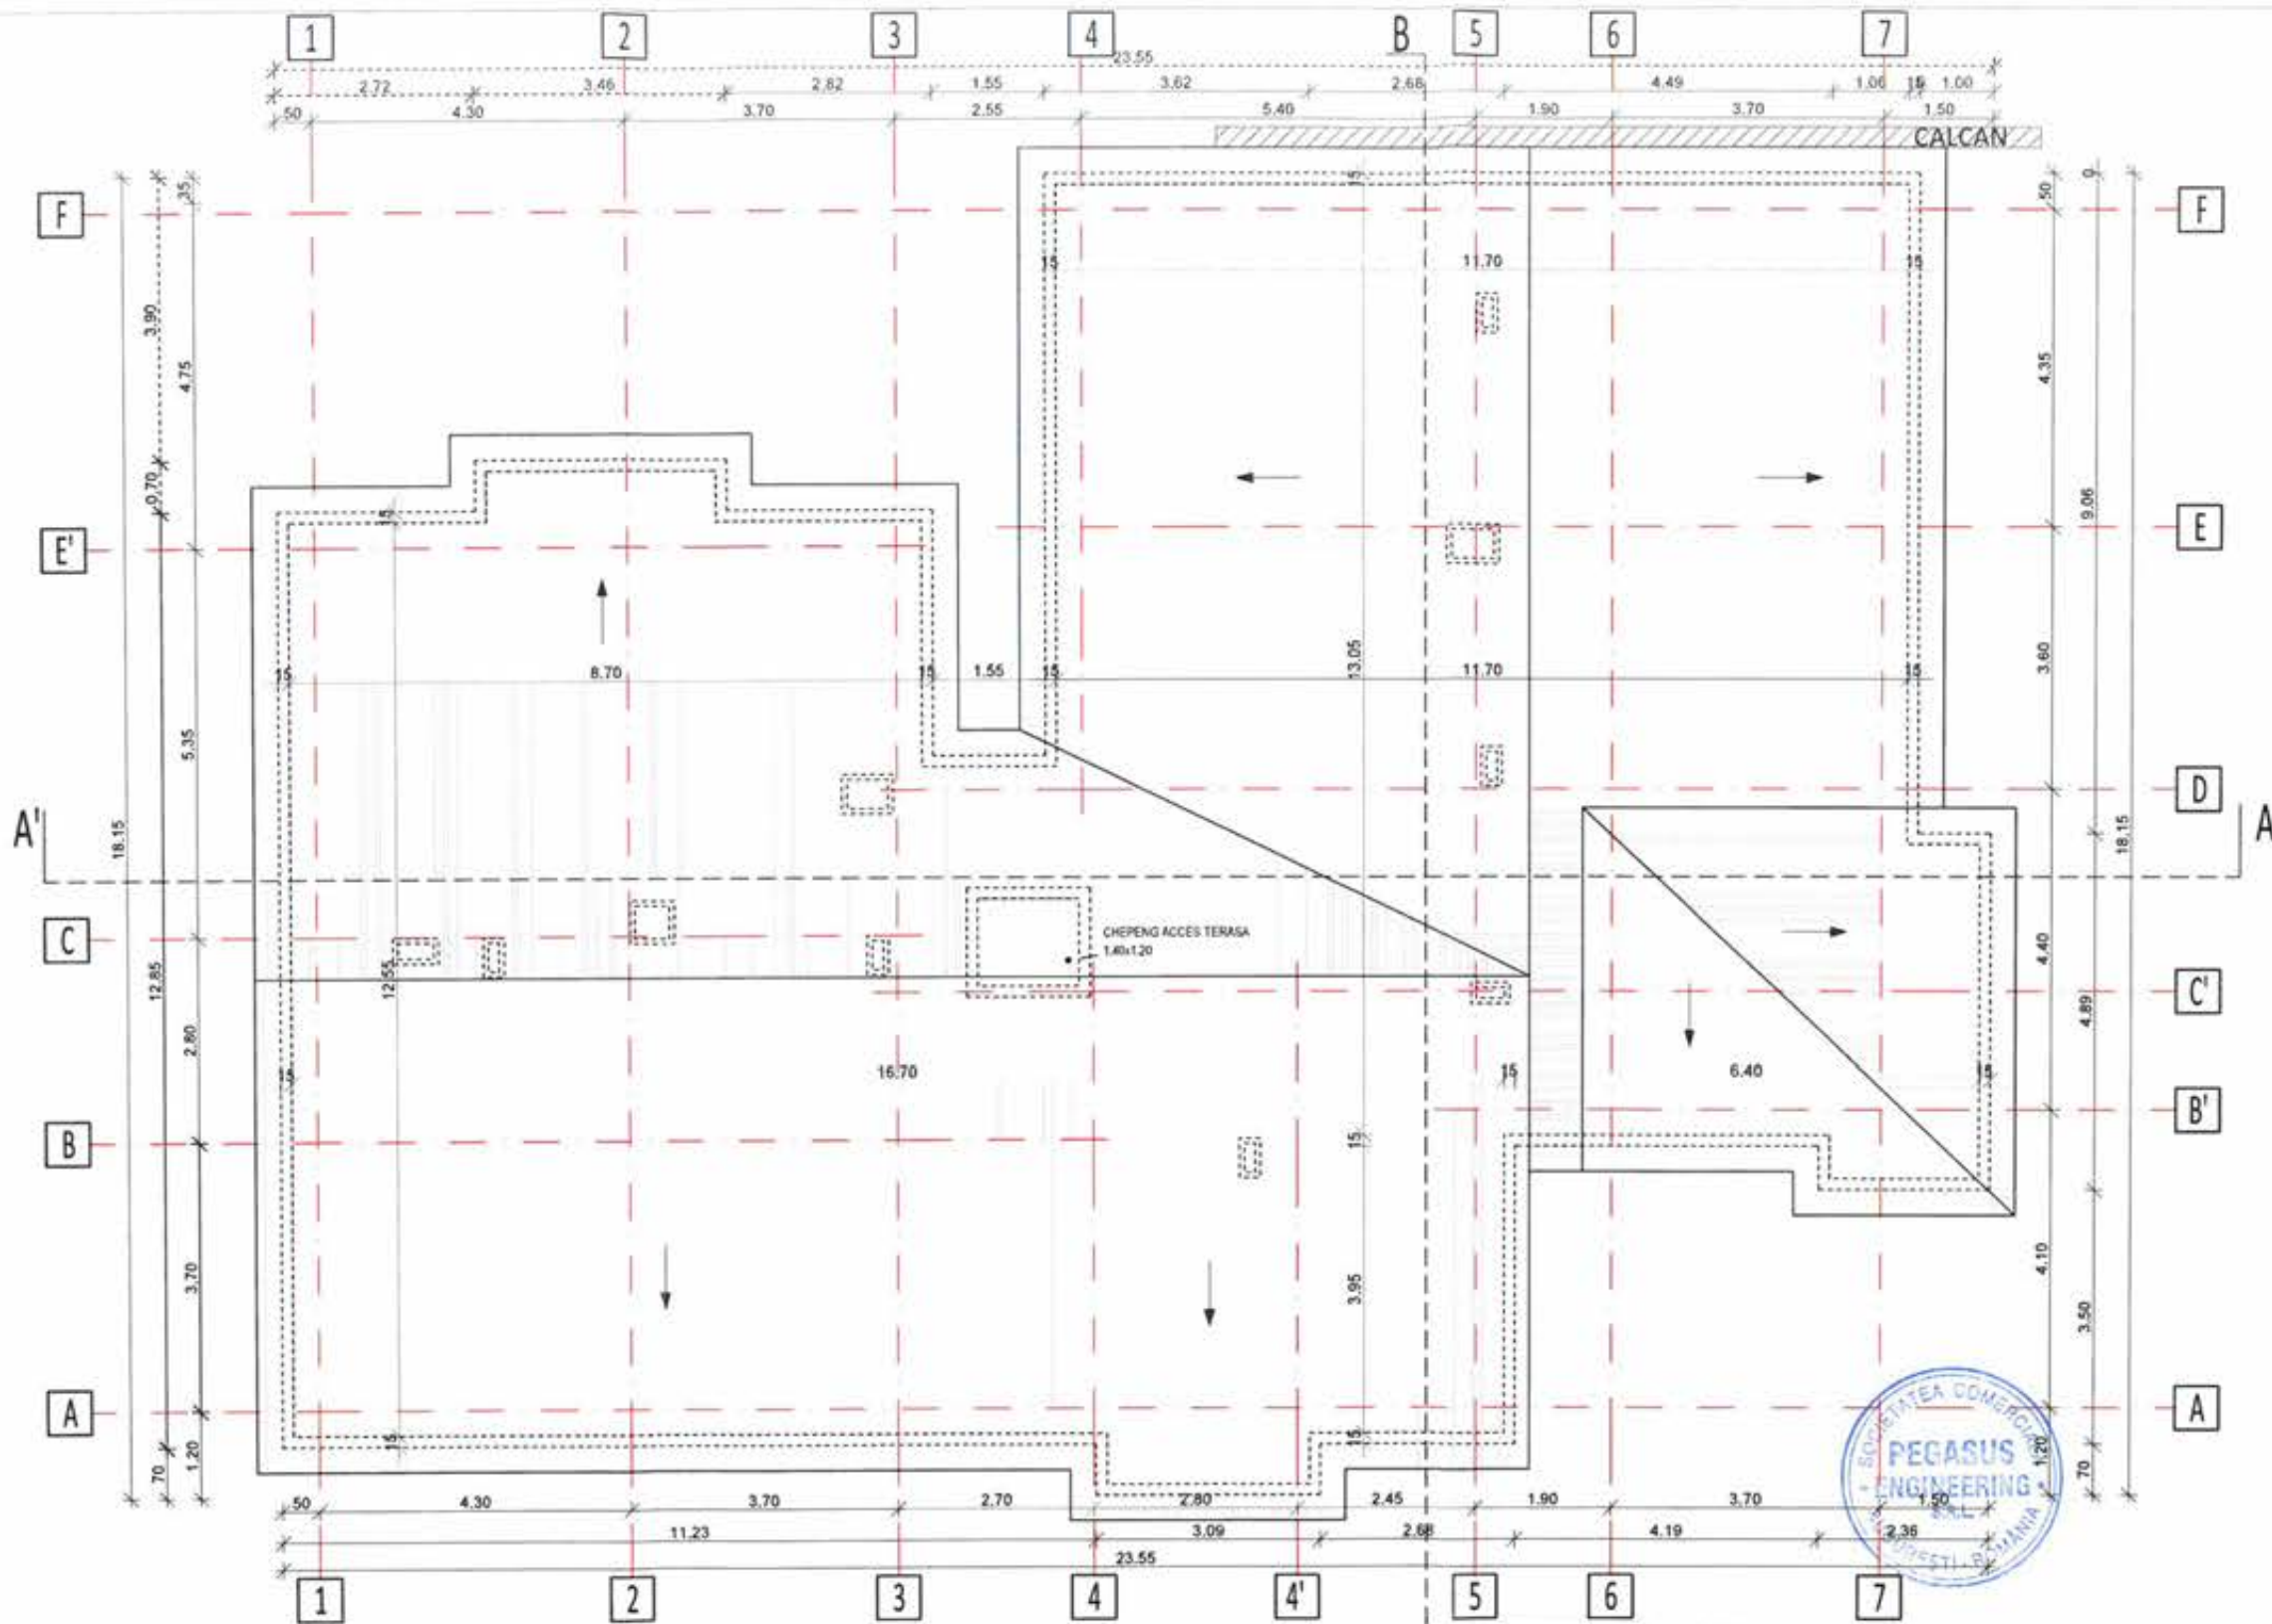 1 2 3 4 B 5 6 7
23.55
2.72 3.46 2.82 1.55 3.62 2.68 4.49 1.06 15 1.00
50 4.30 3.70 2.55 5.40 1.90 3.70 1.50
CALCAN
35 15 50 0
F F
15 11.70 15
3.90 4.75 4.35
0.70 15 9.06
E' E
15 8.70 15 1.55 15 13.05 11.70 15 3.60
5.35
D
A' 18.15 18.15 A
CHEPENG ACCES TERASA
1.40x1.20
C 4.40
12.85 12.55 C'
2.80 4.89
15 16.70 15 6.40 15
B 15 B'
3.70 3.95 4.10
3.50
A A
1.20 15 15 1.20
70 70
SOCIETATEA COMERCIALA
PEGASUS
ENGINEERING
S.R.L
ROMÂNIA
50 4.30 3.70 2.70 2.80 2.45 1.90 3.70 1.50
11.23 3.09 2.68 4.19 2.36
23.55
1 2 3 4 4' 5 6 7